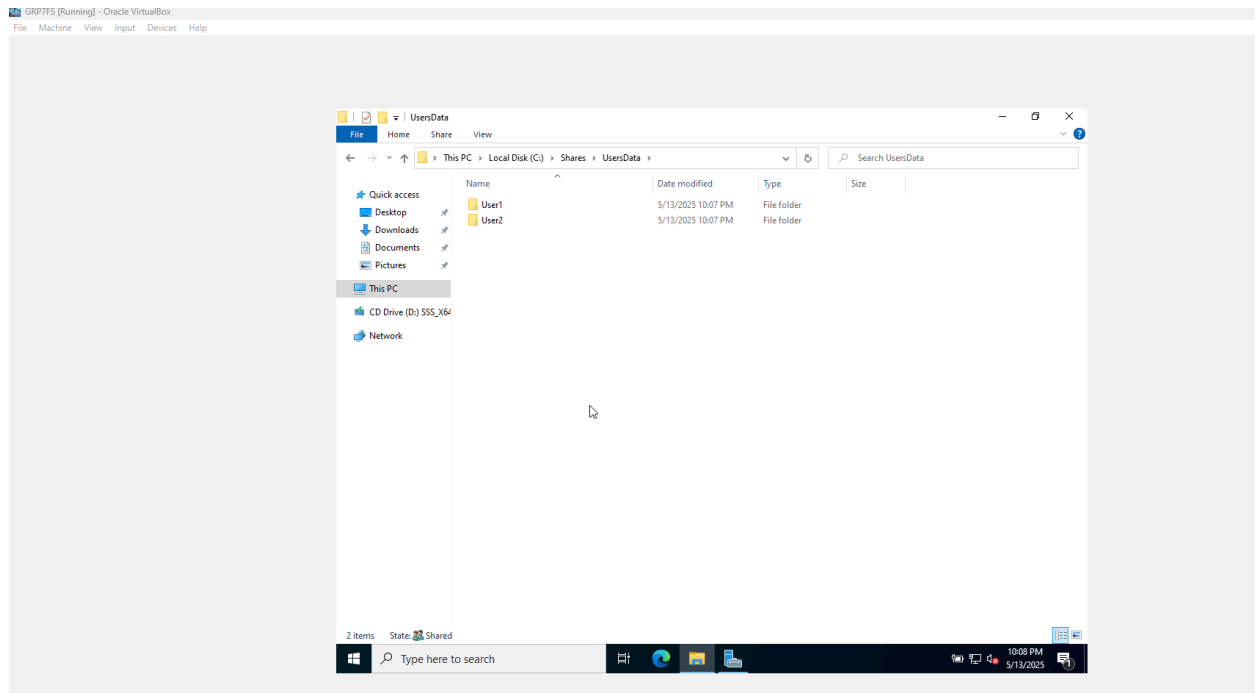 GRP7FS [Running] - Oracle VirtualBox
File Machine View Input Devices Help
UsersData
File Home Share View
This PC > Local Disk (C:) > Shares > UsersData >
Search UsersData
Name Date modified Type Size
Quick access
Desktop
Downloads
Documents
Pictures
This PC
CD Drive (D:) SSS_X64
Network
User1 5/13/2025 10:07 PM File folder
User2 5/13/2025 10:07 PM File folder
2 items State: Shared
Type here to search
10:08 PM
5/13/2025
1